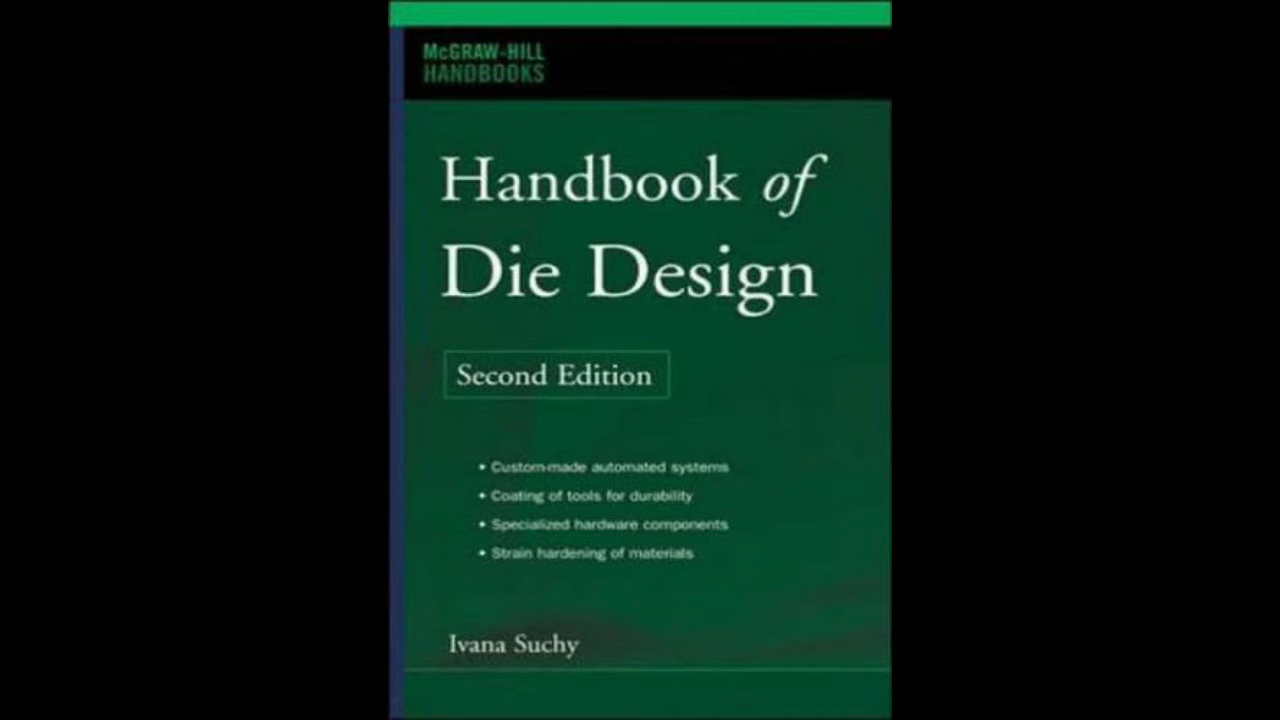 McGRAW-HILL
HANDBOOKS
Handbook of
Die Design
Second Edition
• Custom-made automated systems
• Coating of tools for durability
• Specialized hardware components
• Strain hardening of materials
Ivana Suchy